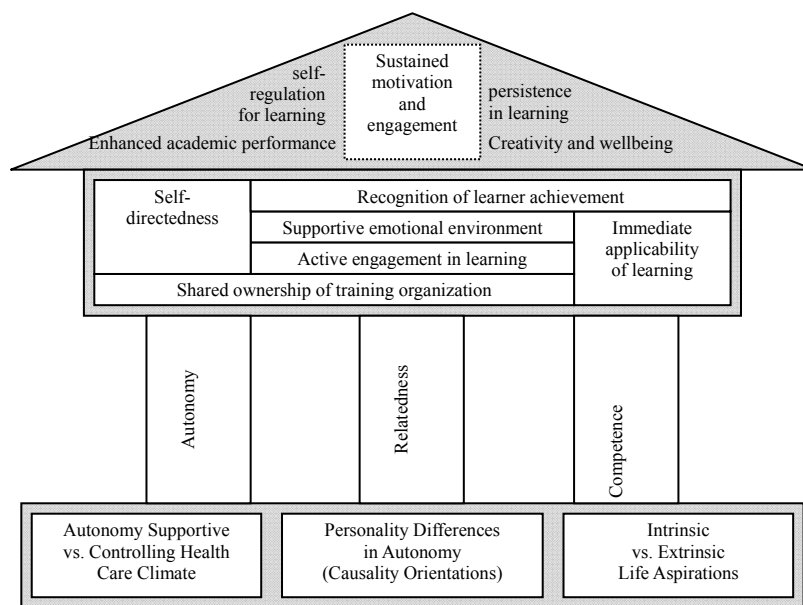 self-
regulation
for learning
Enhanced academic performance
Sustained
motivation
and
engagement
persistence
in learning
Creativity and wellbeing
Self-
directedness
Recognition of learner achievement
Supportive emotional environment
Active engagement in learning
Immediate
applicability
of learning
Shared ownership of training organization
Autonomy
Relatedness
Competence
Autonomy Supportive
vs. Controlling Health
Care Climate
Personality Differences
in Autonomy
(Causality Orientations)
Intrinsic
vs. Extrinsic
Life Aspirations